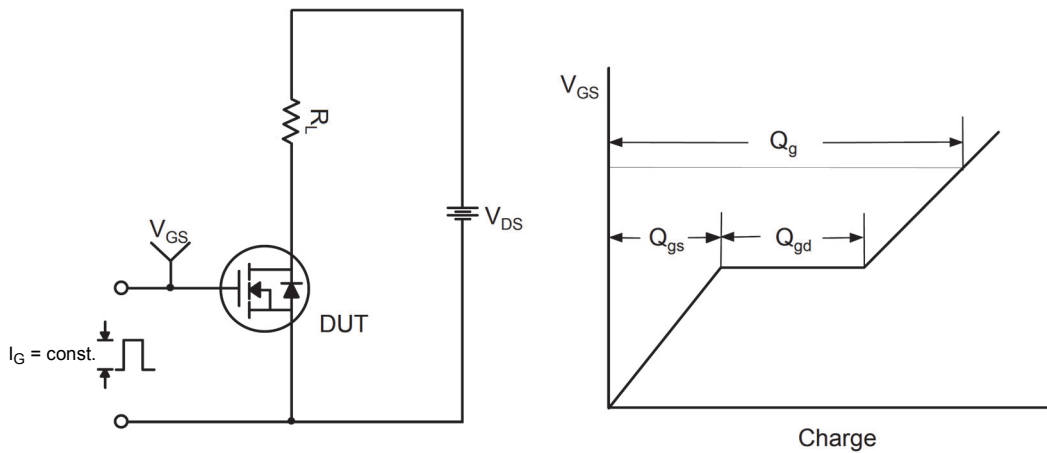 R_L
V_GS
V_DS
DUT
I_G = const.
V_GS
Q_g
Q_gs
Q_gd
Charge